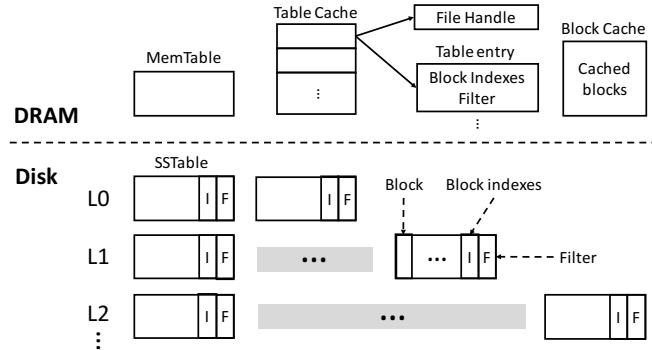 Table Cache
File Handle
MemTable
Table entry
Block Cache
Block Indexes
Filter
Cached
blocks
⋮
⋮
DRAM
Disk
SSTable
Block
Block indexes
L0
I F
I F
L1
I F
•••
•••
I F
Filter
L2
I F
•••
I F
⋮